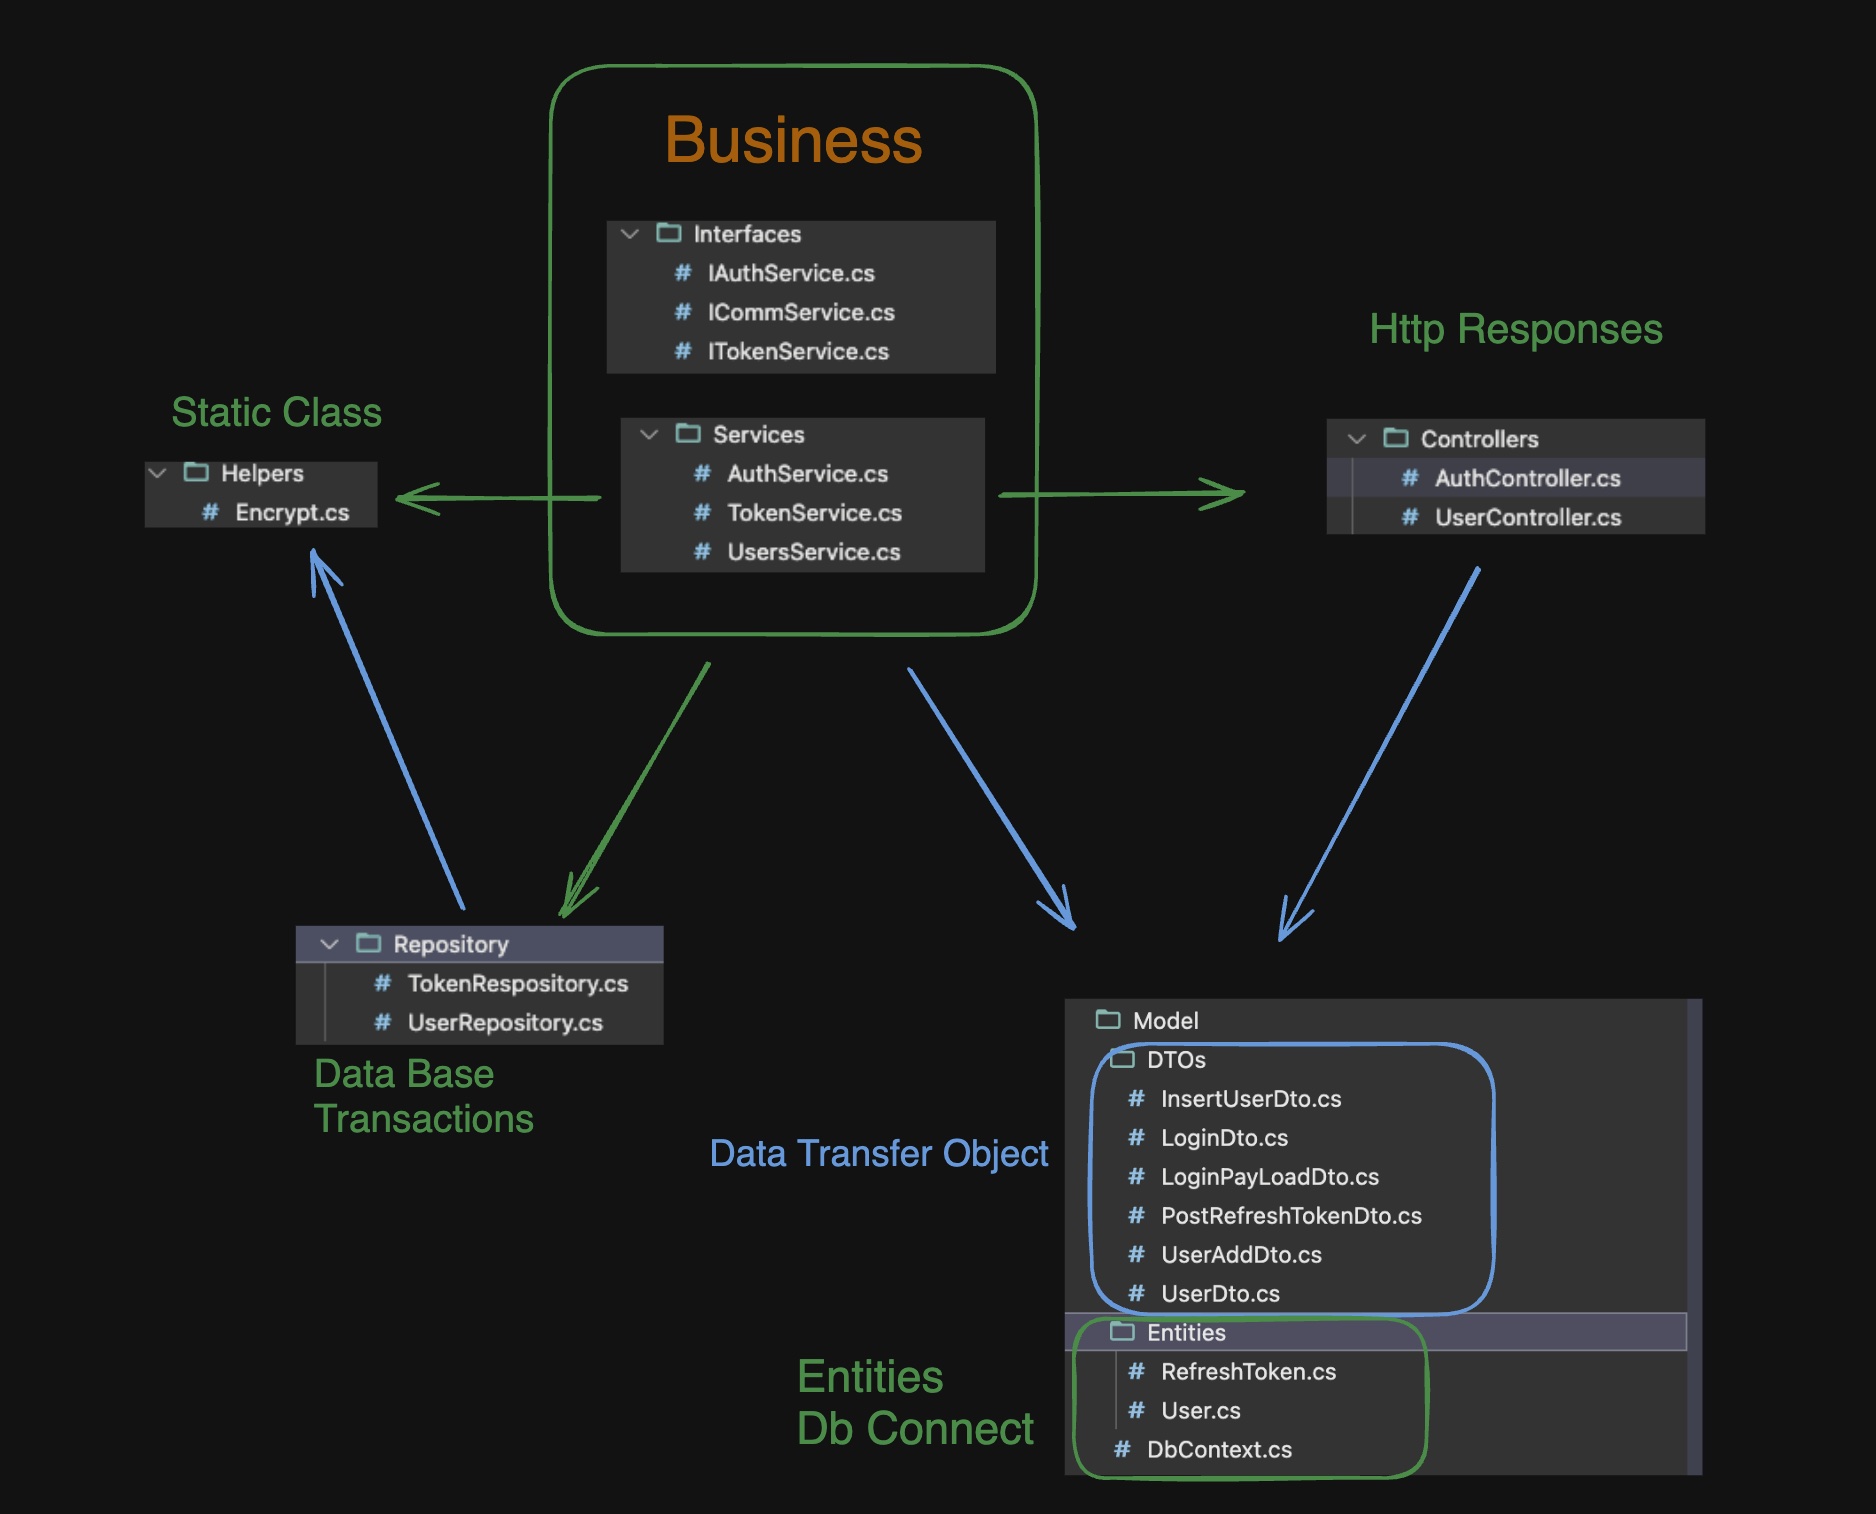 Business
Interfaces
# IAuthService.cs
# ICommService.cs
# ITokenService.cs
Services
# AuthService.cs
# TokenService.cs
# UsersService.cs
Static Class
Helpers
# Encrypt.cs
Http Responses
Controllers
# AuthController.cs
# UserController.cs
Repository
# TokenRespository.cs
# UserRepository.cs
Data Base
Transactions
Data Transfer Object
Model
DTOs
# InsertUserDto.cs
# LoginDto.cs
# LoginPayLoadDto.cs
# PostRefreshTokenDto.cs
# UserAddDto.cs
# UserDto.cs
Entities
# RefreshToken.cs
# User.cs
# DbContext.cs
Entities
Db Connect